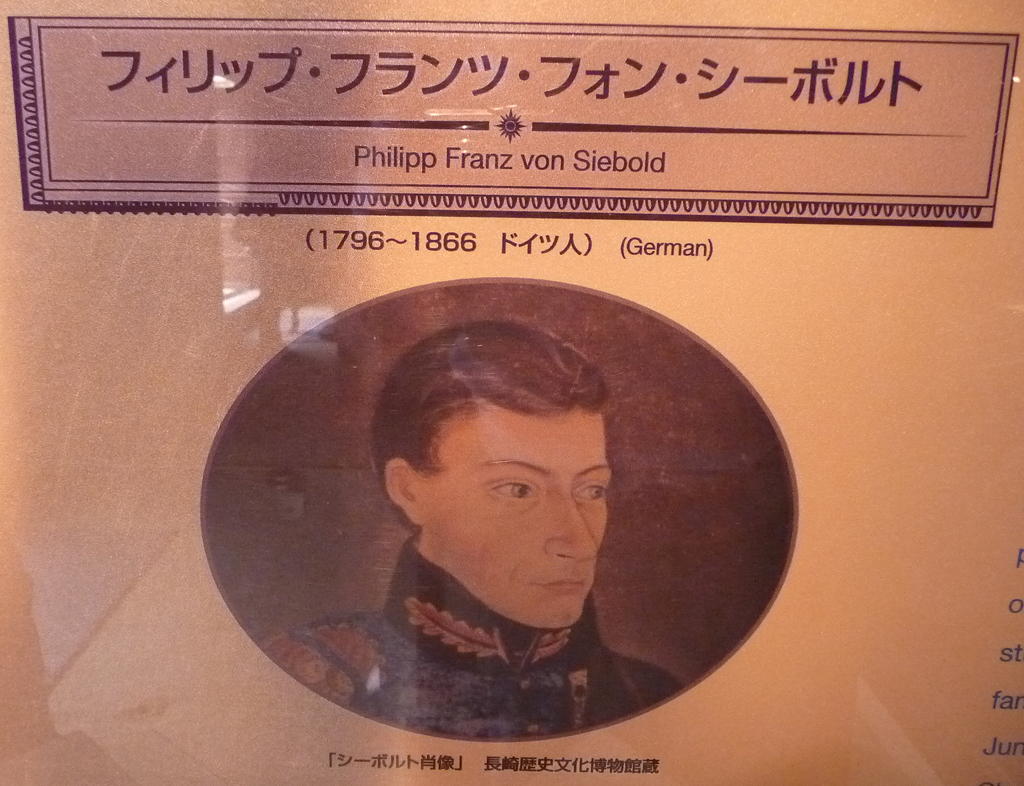 フィリップ・フランツ・フォン・シーボルト
Philipp Franz von Siebold
（1796〜1866　ドイツ人） (German)
「シーボルト肖像」　長崎歴史文化博物館蔵